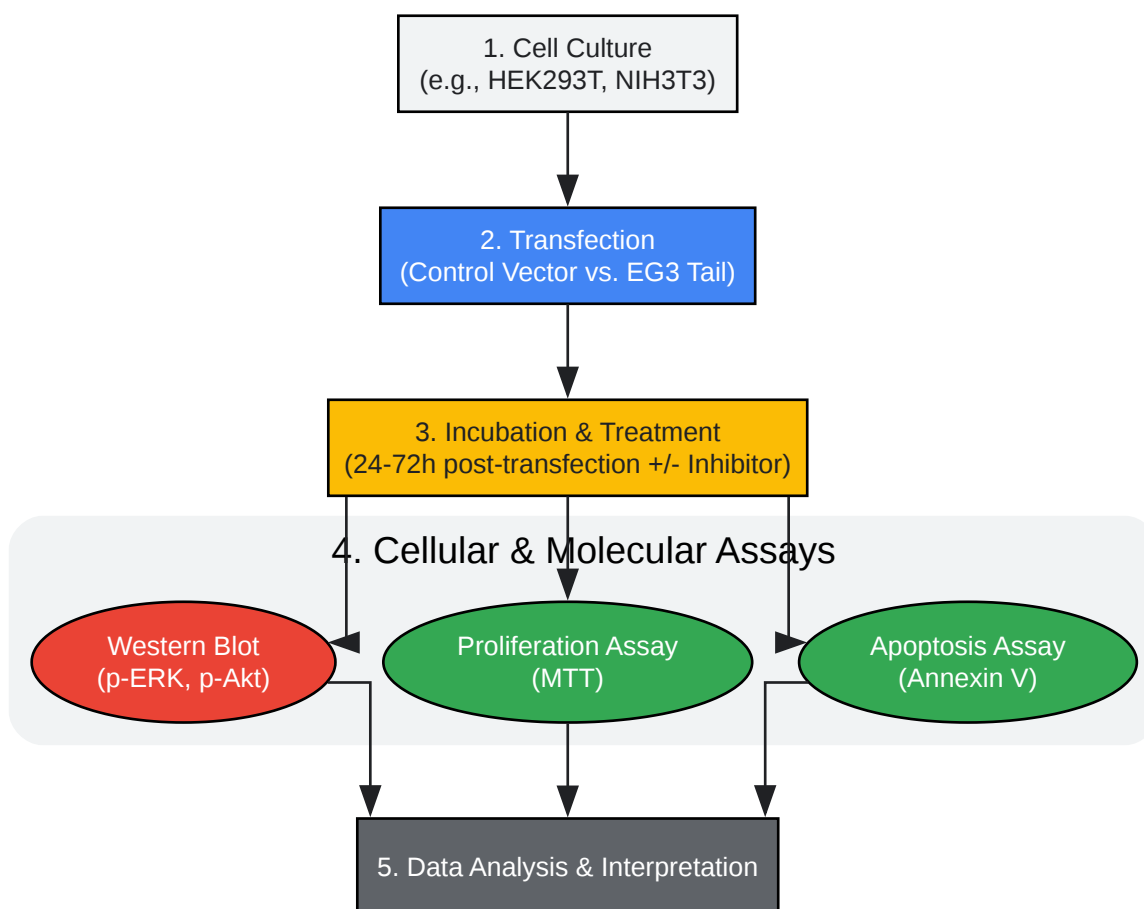 1. Cell Culture
(e.g., HEK293T, NIH3T3)
2. Transfection
(Control Vector vs. EG3 Tail)
3. Incubation & Treatment
(24-72h post-transfection +/- Inhibitor)
4. Cellular & Molecular Assays
Western Blot
(p-ERK, p-Akt)
Proliferation Assay
(MTT)
Apoptosis Assay
(Annexin V)
5. Data Analysis & Interpretation